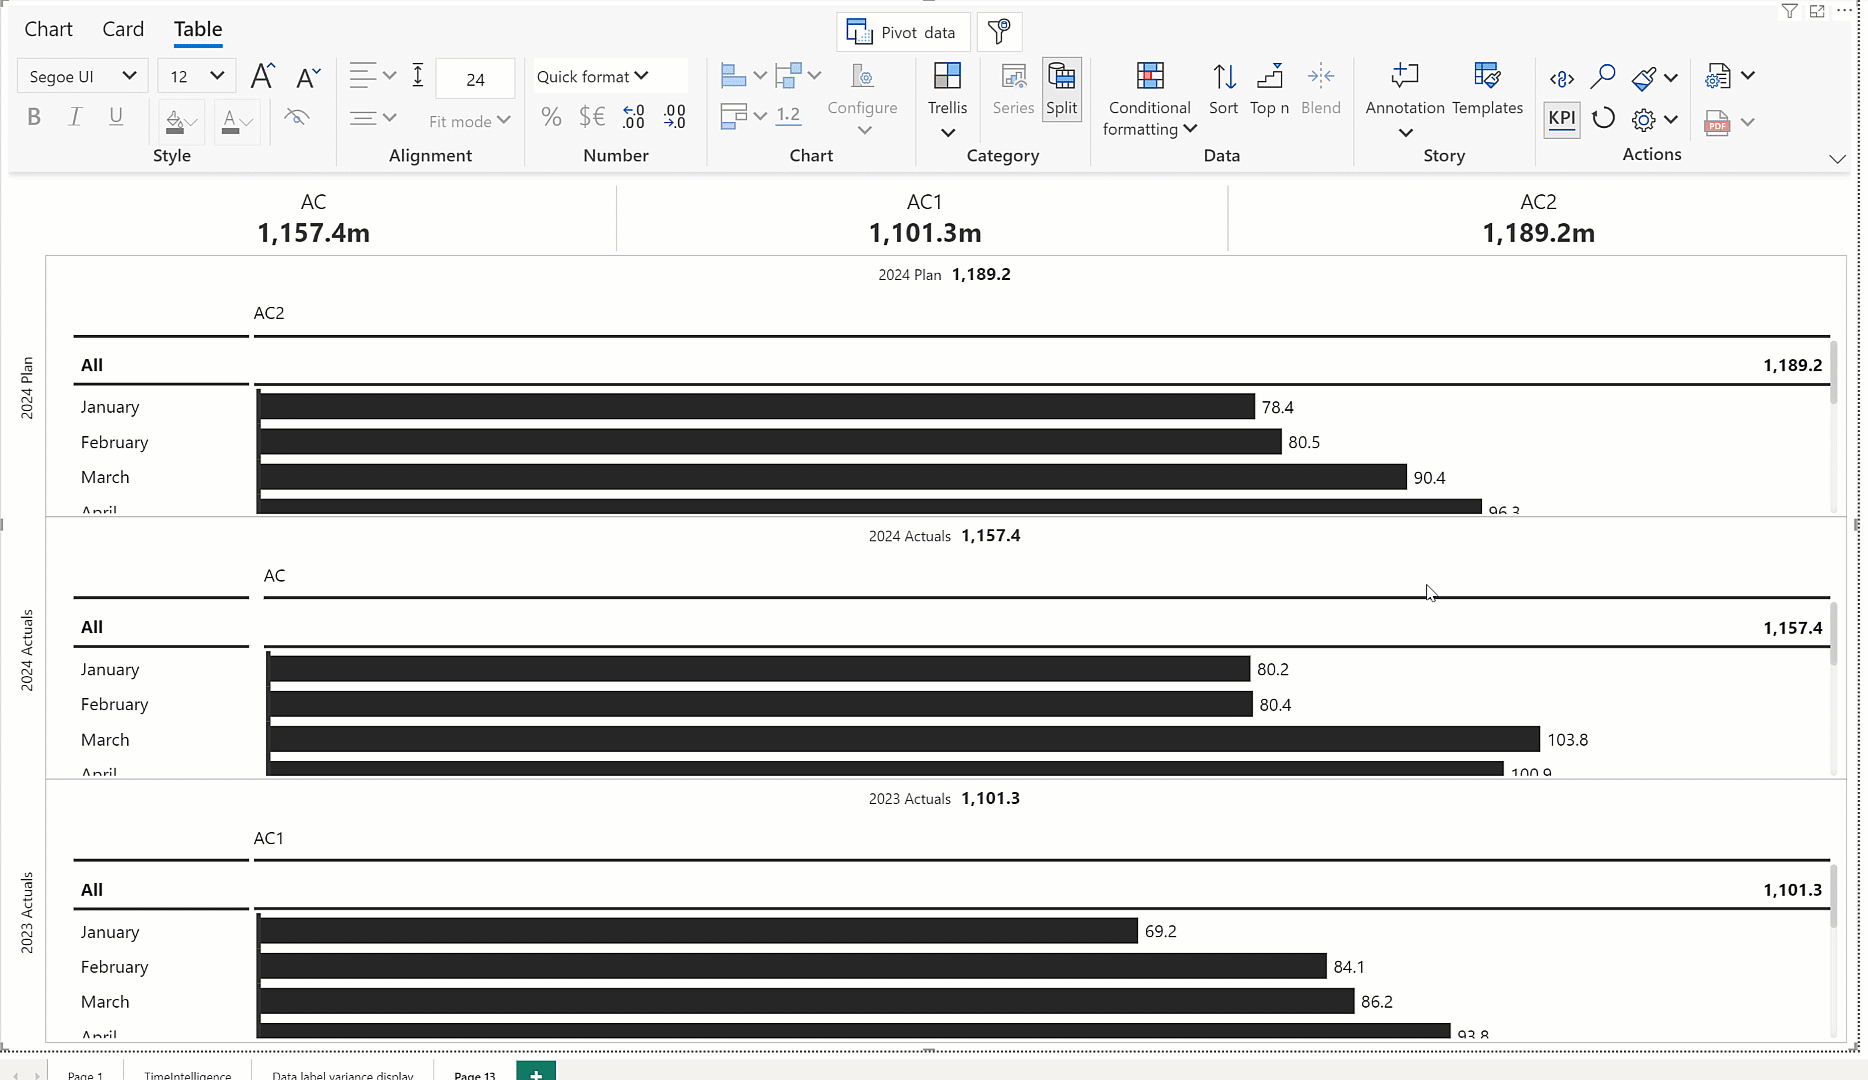 Chart Card Table
Pivot data
Segoe UI 12 A A 24 Quick format
B I U A Fit mode % $€ .0 .00 .00 .0 1.2
Configure Trellis Series Split Conditional formatting Sort Top n Blend Annotation Templates KPI PDF
Style Alignment Number Chart Category Data Story Actions
AC AC1 AC2
1,157.4m 1,101.3m 1,189.2m
2024 Plan 1,189.2
AC2
2024 Plan
All 1,189.2
January 78.4
February 80.5
March 90.4
April 96.3
2024 Actuals 1,157.4
AC
2024 Actuals
All 1,157.4
January 80.2
February 80.4
March 103.8
April 100.9
2023 Actuals 1,101.3
AC1
2023 Actuals
All 1,101.3
January 69.2
February 84.1
March 86.2
April 93.8
Page 1 TimeIntelligence Data label variance display Page 13 +